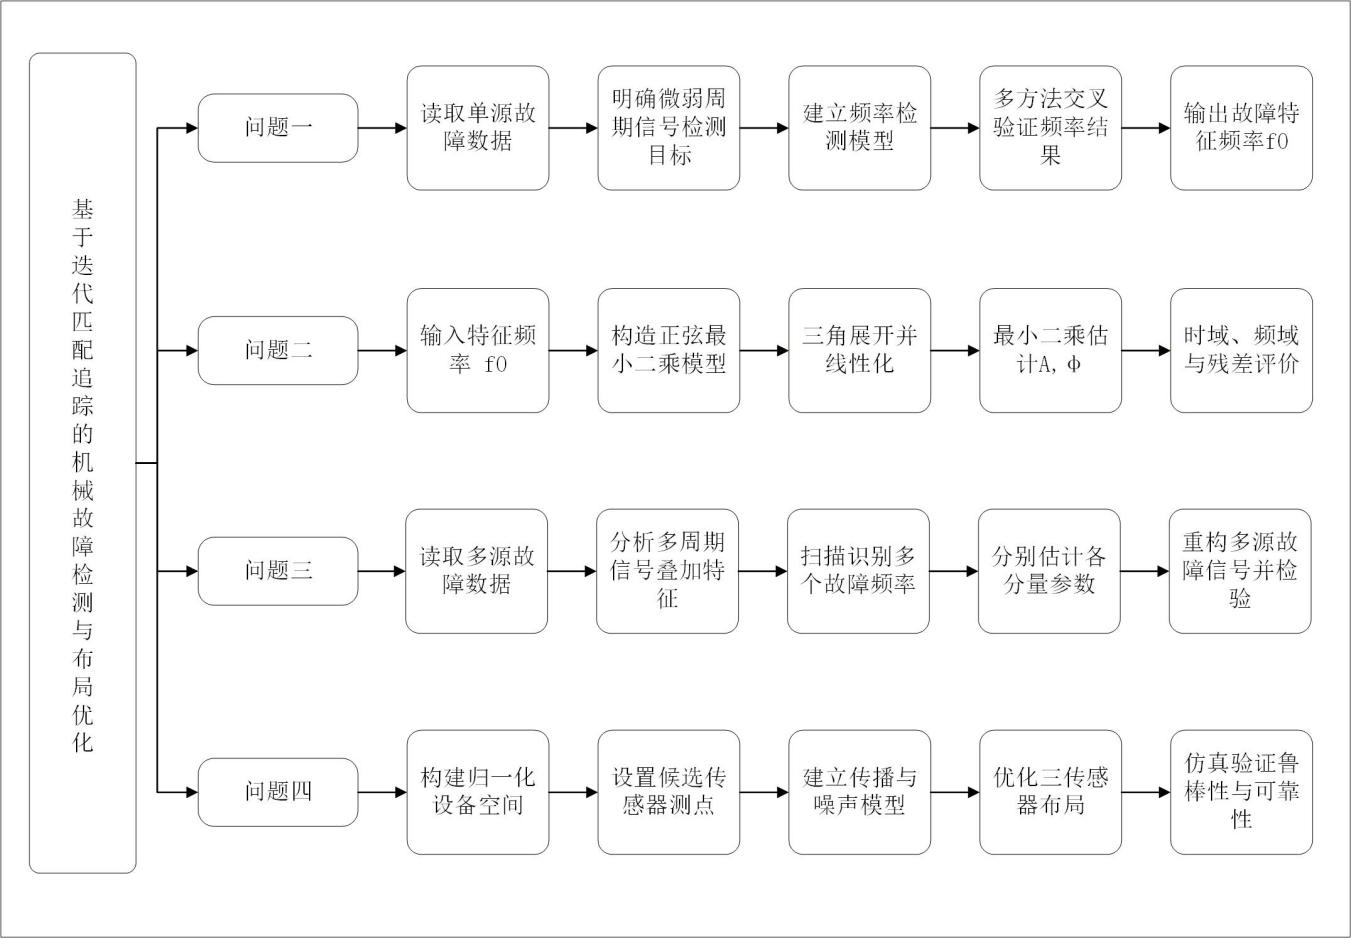 基于迭代匹配追踪的机械故障检测与布局优化
问题一
读取单源故
障数据
明确微弱周
期信号检测
目标
建立频率检
测模型
多方法交叉
验证频率结
果
输出故障特
征频率f0
问题二
输入特征频
率 f0
构造正弦最
小二乘模型
三角展开并
线性化
最小二乘估
计A,φ
时域、频域
与残差评价
问题三
读取多源故
障数据
分析多周期
信号叠加特
征
扫描识别多
个故障频率
分别估计各
分量参数
重构多源故
障信号并检
验
问题四
构建归一化
设备空间
设置候选传
感器测点
建立传播与
噪声模型
优化三传感
器布局
仿真验证鲁
棒性与可靠
性